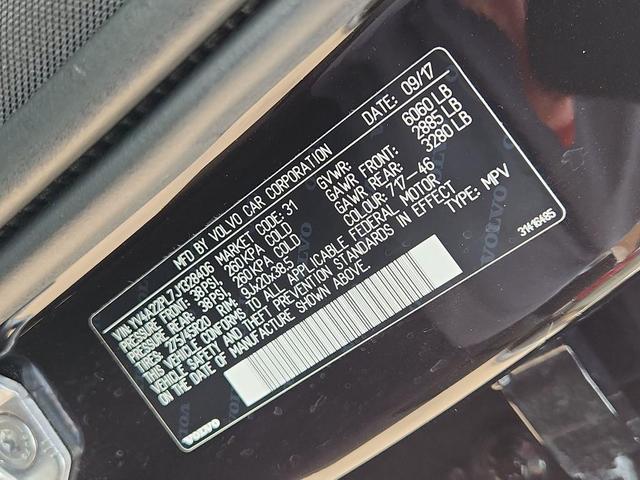 MFD BY VOLVO CAR CORPORATION DATE: 09/17
MARKET CODE: 31 GVWR: 6060 LB
PRESSURE FRONT: 38PSI, 260KPA COLD GAWR FRONT: 2885 LB
PRESSURE REAR: 38PSI, 260KPA COLD GAWR REAR: 3280 LB
TIRES: 275/45R20 RIM: 9Jx20x38.5 COLOUR: 717-46
THIS VEHICLE CONFORMS TO ALL APPLICABLE FEDERAL MOTOR
VEHICLE SAFETY AND THEFT PREVENTION STANDARDS IN EFFECT
ON THE DATE OF MANUFACTURE SHOWN ABOVE. TYPE: MPV
VOLVO
31416485